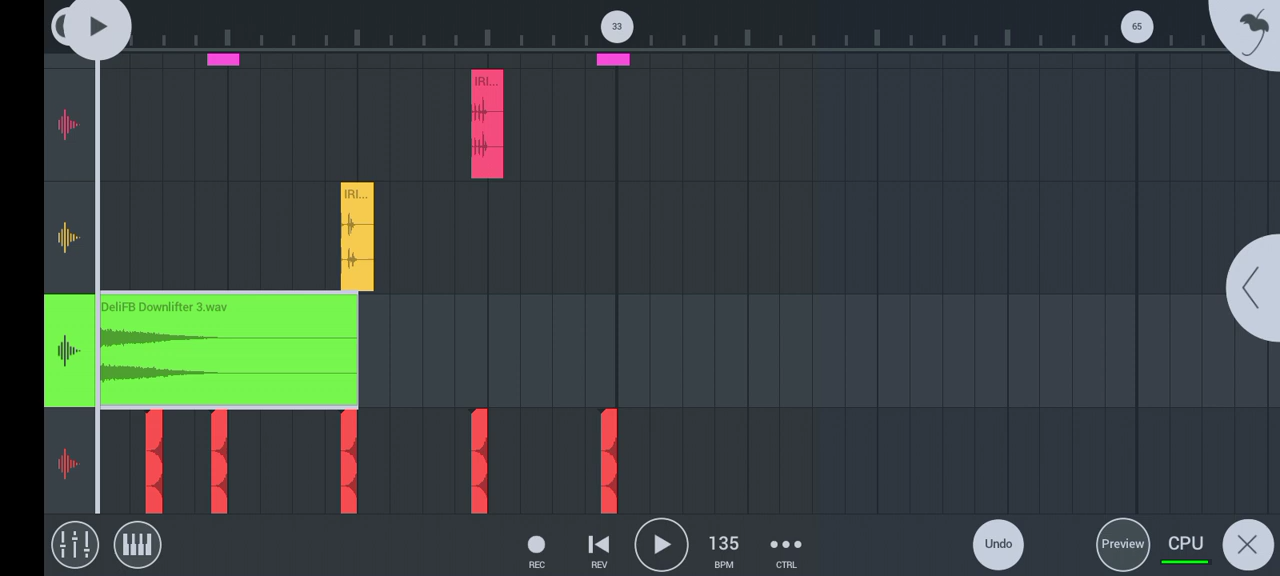 33
65
IRI...
IRI...
DeliFB Downlifter 3.wav
135
Undo
Preview
CPU
REC
REV
BPM
CTRL